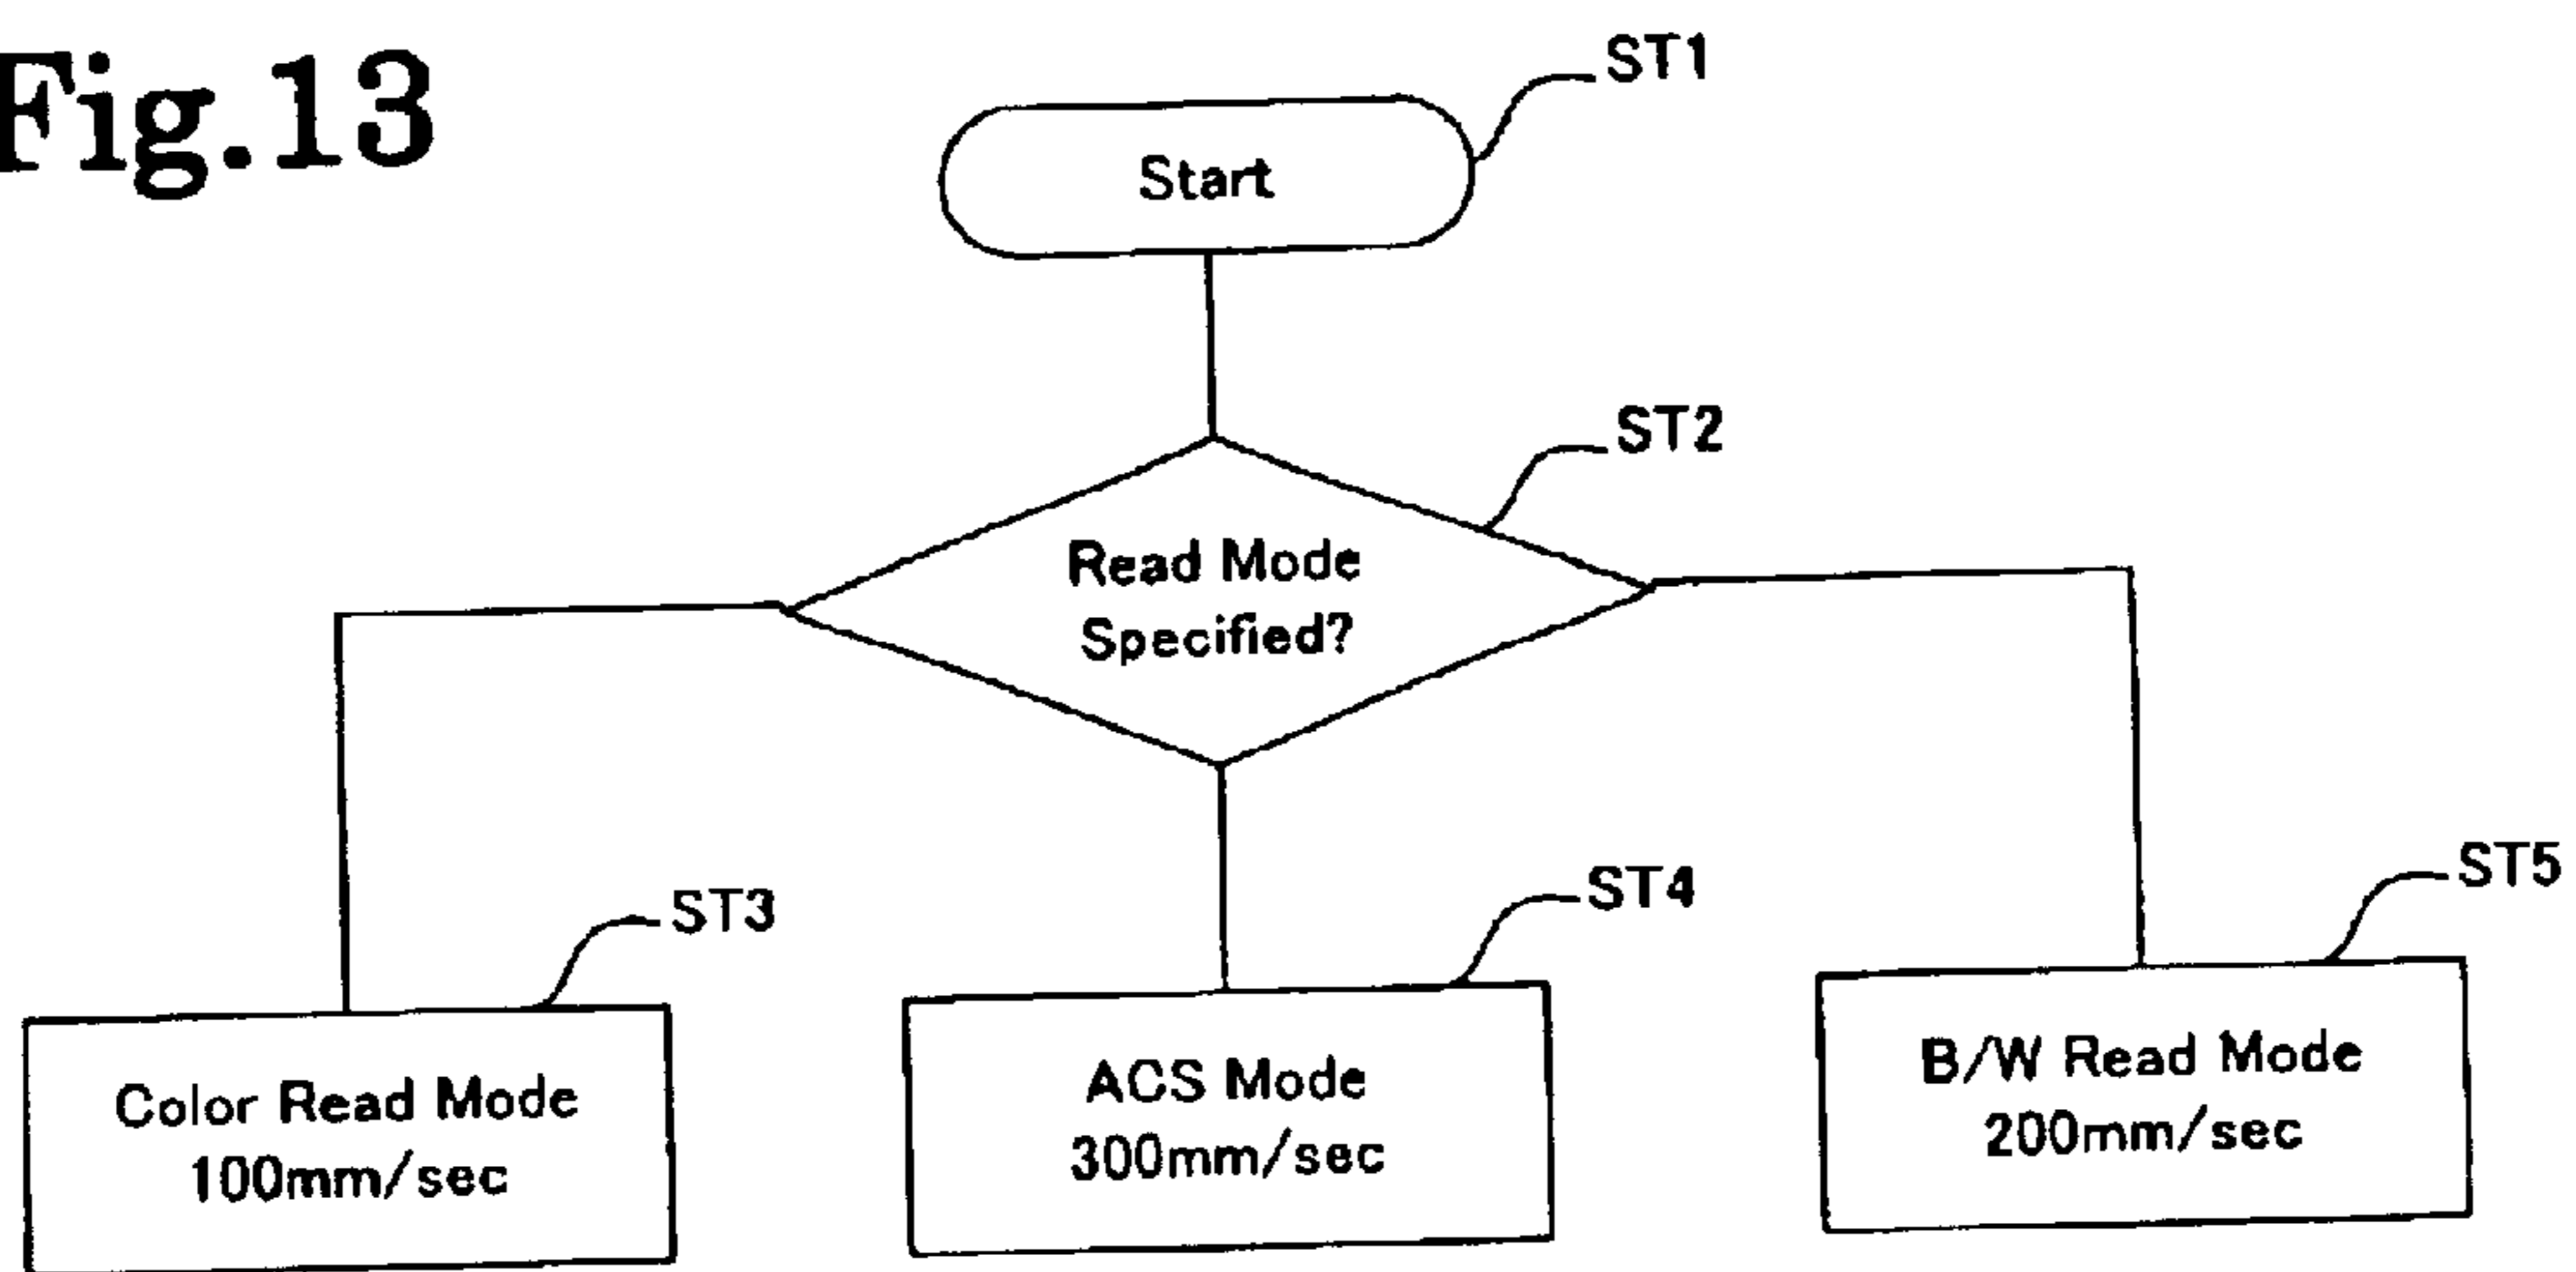 Fig.13
ST1
Start
ST2
Read Mode
Specified?
ST3
ST4
ST5
Color Read Mode
100mm/sec
ACS Mode
300mm/sec
B/W Read Mode
200mm/sec